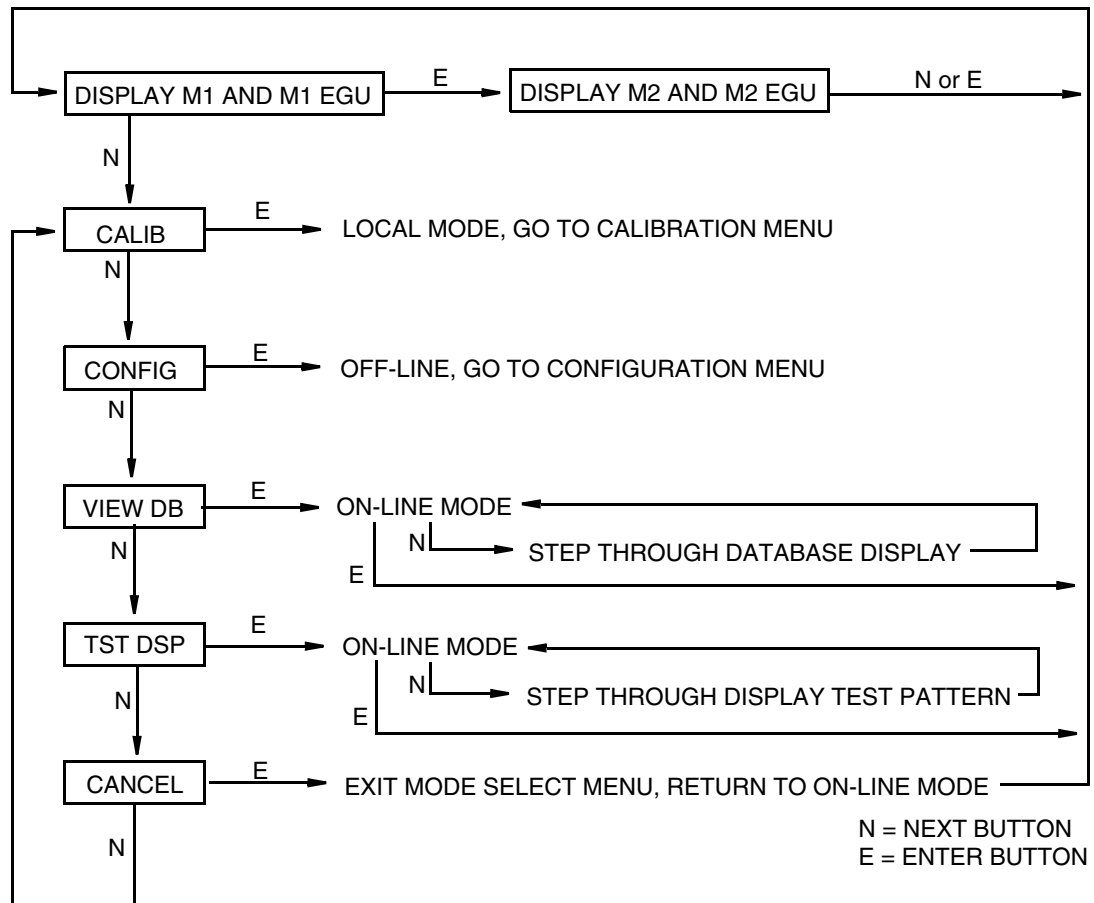 DISPLAY M1 AND M1 EGU
E
DISPLAY M2 AND M2 EGU
N or E
N
CALIB
E
LOCAL MODE, GO TO CALIBRATION MENU
N
CONFIG
E
OFF-LINE, GO TO CONFIGURATION MENU
N
VIEW DB
E
ON-LINE MODE
N
STEP THROUGH DATABASE DISPLAY
E
N
TST DSP
E
ON-LINE MODE
N
STEP THROUGH DISPLAY TEST PATTERN
E
N
CANCEL
E
EXIT MODE SELECT MENU, RETURN TO ON-LINE MODE
N
N = NEXT BUTTON
E = ENTER BUTTON